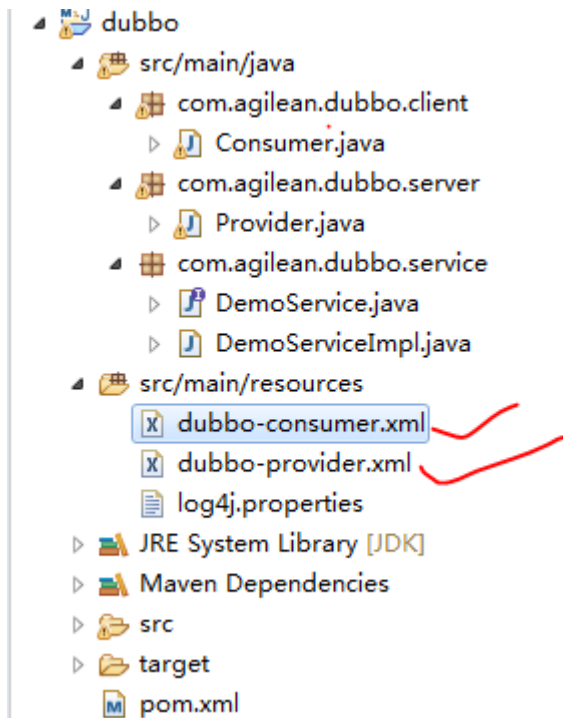 dubbo
src/main/java
com.agilean.dubbo.client
Consumer.java
com.agilean.dubbo.server
Provider.java
com.agilean.dubbo.service
DemoService.java
DemoServiceImpl.java
src/main/resources
dubbo-consumer.xml
dubbo-provider.xml
log4j.properties
JRE System Library [JDK]
Maven Dependencies
src
target
pom.xml